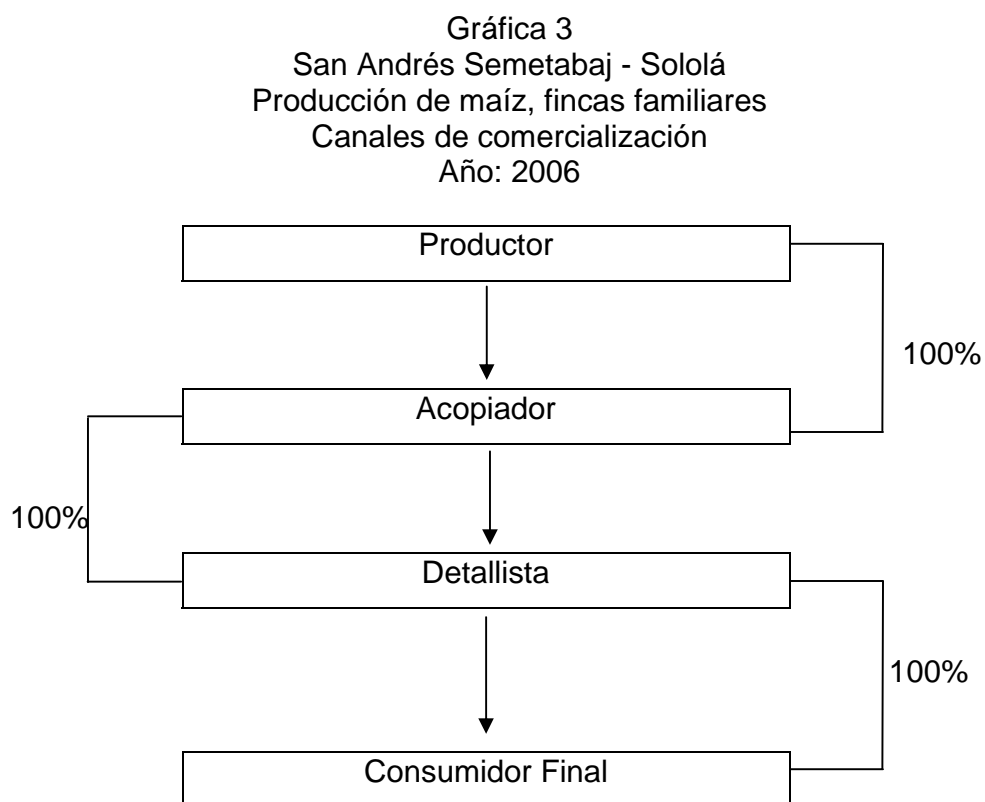 Gráfica 3
San Andrés Semetabaj - Sololá
Producción de maíz, fincas familiares
Canales de comercialización
Año: 2006
Productor
100%
Acopiador
100%
Detallista
100%
Consumidor Final